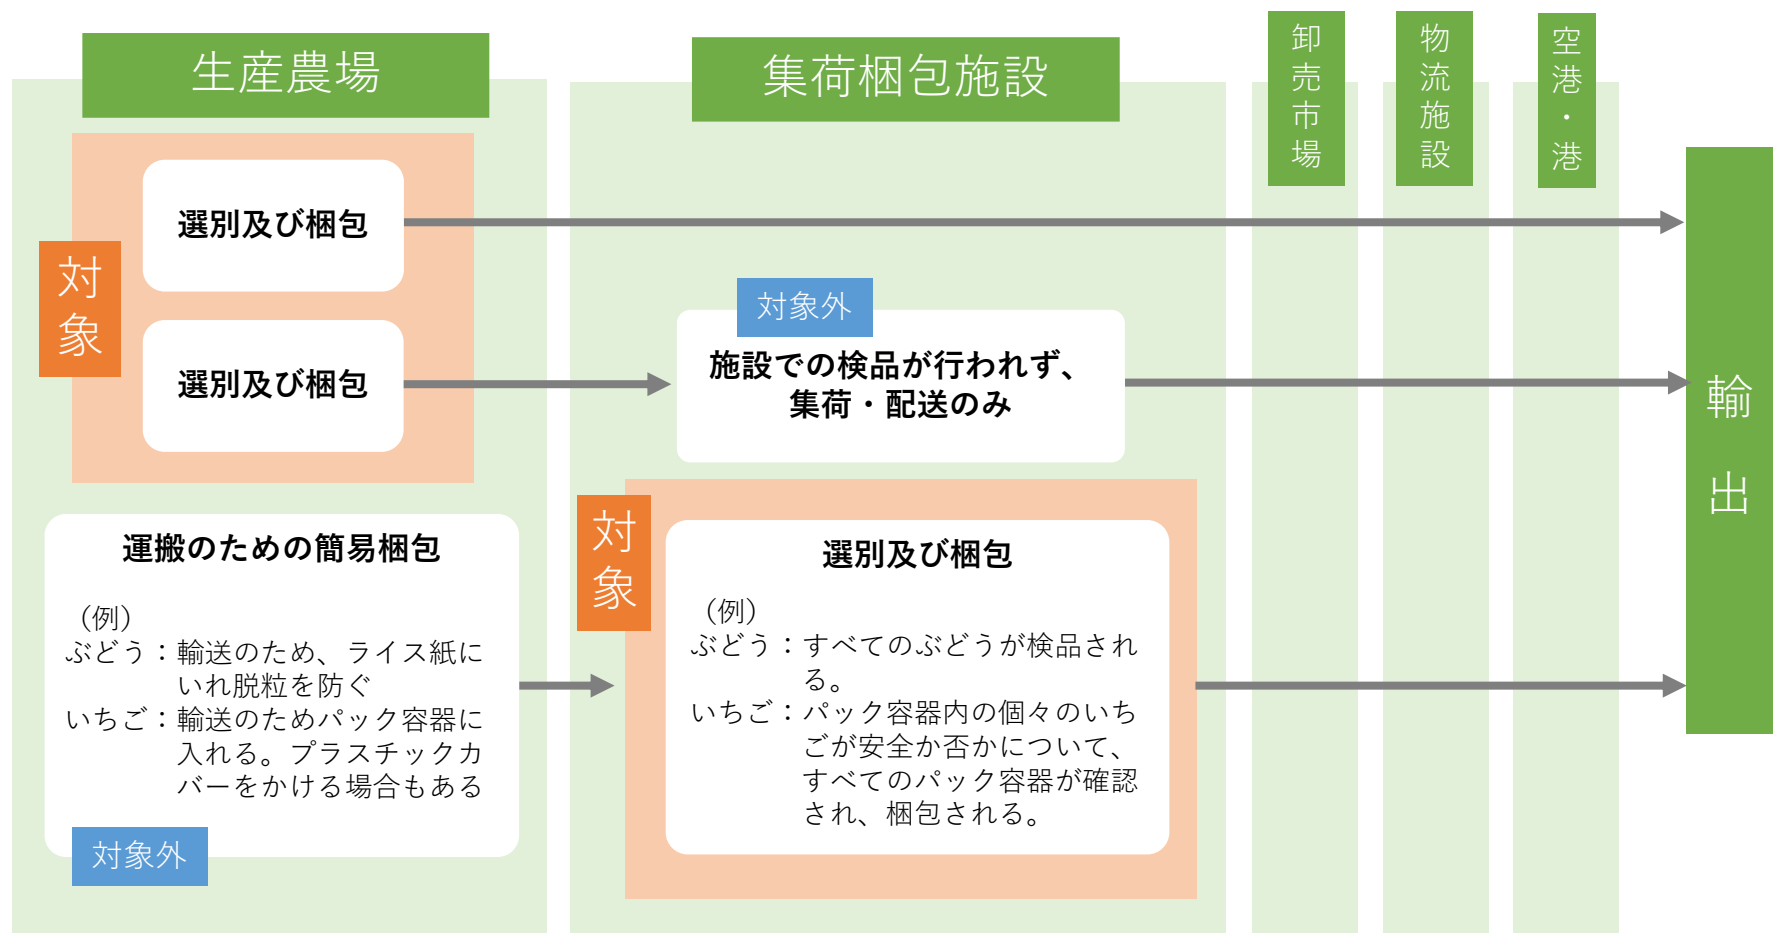 生産農場
集荷梱包施設
卸売市場
物流施設
空港・港
輸出
対象
選別及び梱包
選別及び梱包
対象外
施設での検品が行われず、
集荷・配送のみ
運搬のための簡易梱包
（例）
ぶどう：輸送のため、ライス紙に
いれ脱粒を防ぐ
いちご：輸送のためパック容器に
入れる。プラスチックカ
バーをかける場合もある
対象外
対象
選別及び梱包
（例）
ぶどう：すべてのぶどうが検品され
る。
いちご：パック容器内の個々のいち
ごが安全か否かについて、
すべてのパック容器が確認
され、梱包される。